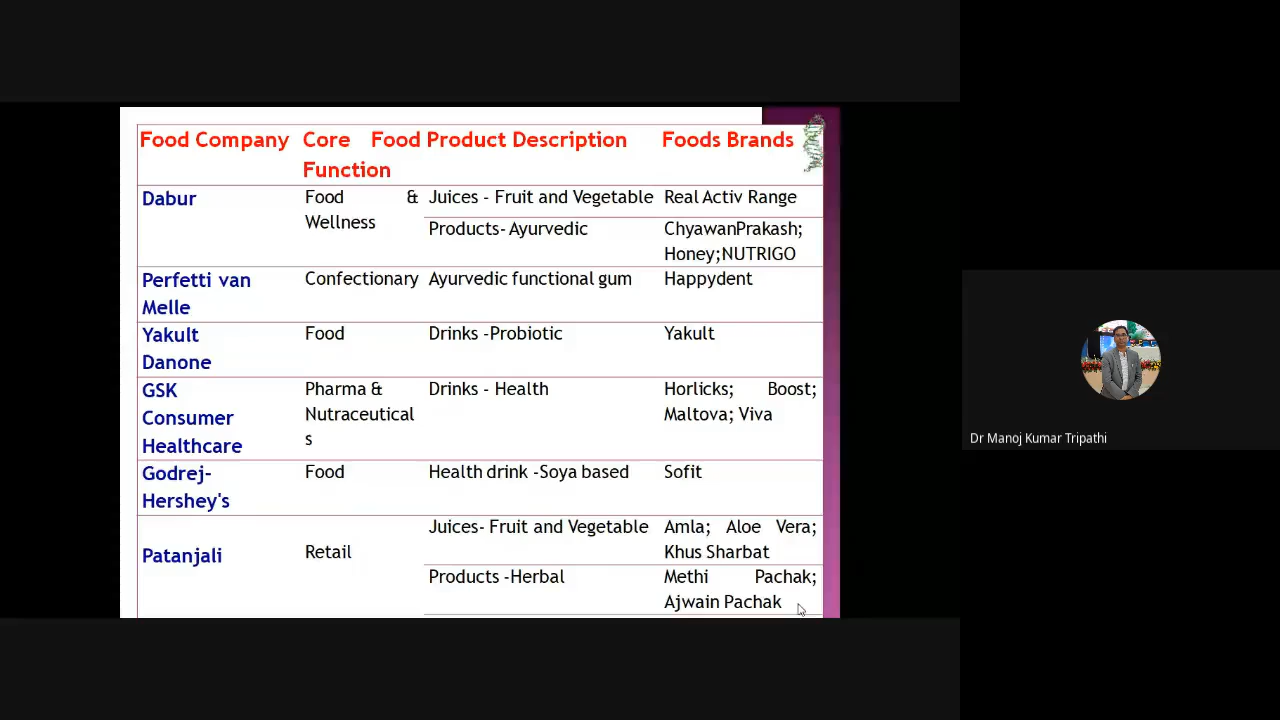 Food Company Core Food Product Description Foods Brands
Function
Dabur Food & Juices - Fruit and Vegetable Real Activ Range
Wellness
Products- Ayurvedic ChyawanPrakash;
Honey;NUTRIGO
Perfetti van Confectionary Ayurvedic functional gum Happydent
Melle
Yakult Food Drinks -Probiotic Yakult
Danone
GSK Pharma & Drinks - Health Horlicks; Boost;
Consumer Nutraceutical Maltova; Viva
Healthcare s
Godrej- Food Health drink -Soya based Sofit
Hershey's
Juices- Fruit and Vegetable Amla; Aloe Vera;
Patanjali Retail Khus Sharbat
Products -Herbal Methi Pachak;
Ajwain Pachak
Dr Manoj Kumar Tripathi